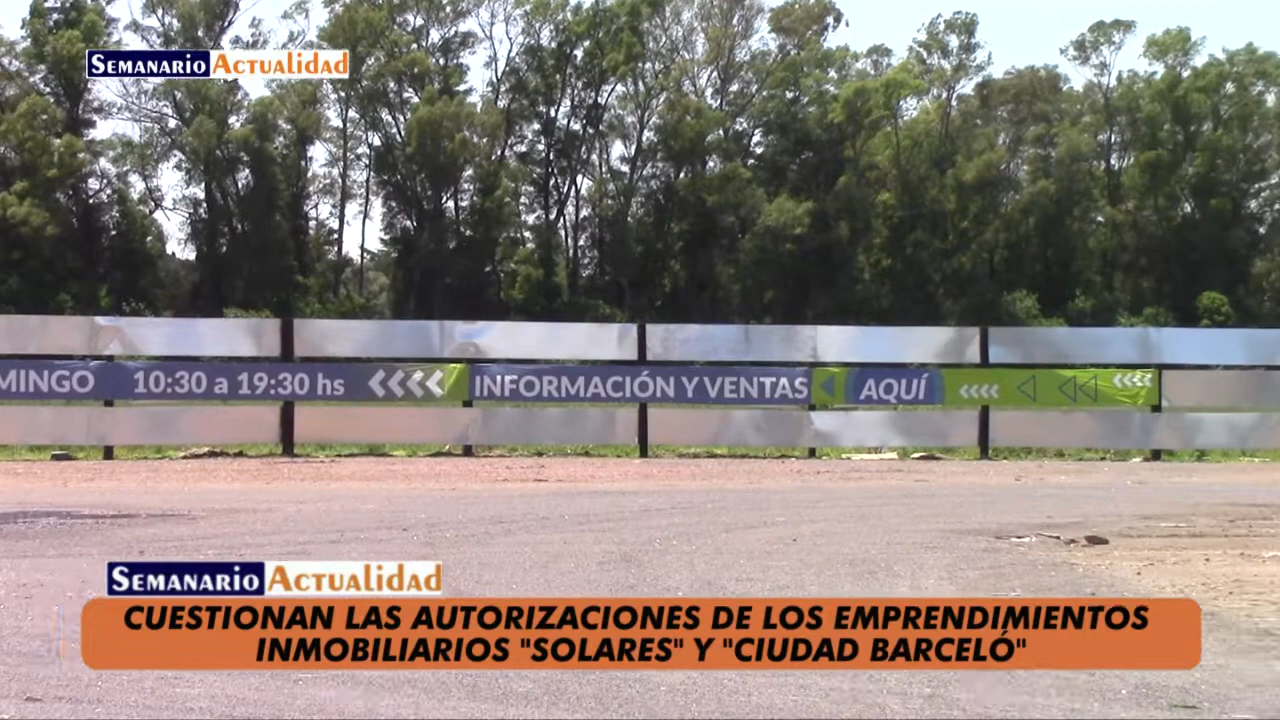 SEMANARIO ACTUALIDAD
MINGO 10:30 a 19:30 hs INFORMACIÓN Y VENTAS AQUÍ
SEMANARIO ACTUALIDAD
CUESTIONAN LAS AUTORIZACIONES DE LOS EMPRENDIMIENTOS
INMOBILIARIOS "SOLARES" Y "CIUDAD BARCELÓ"